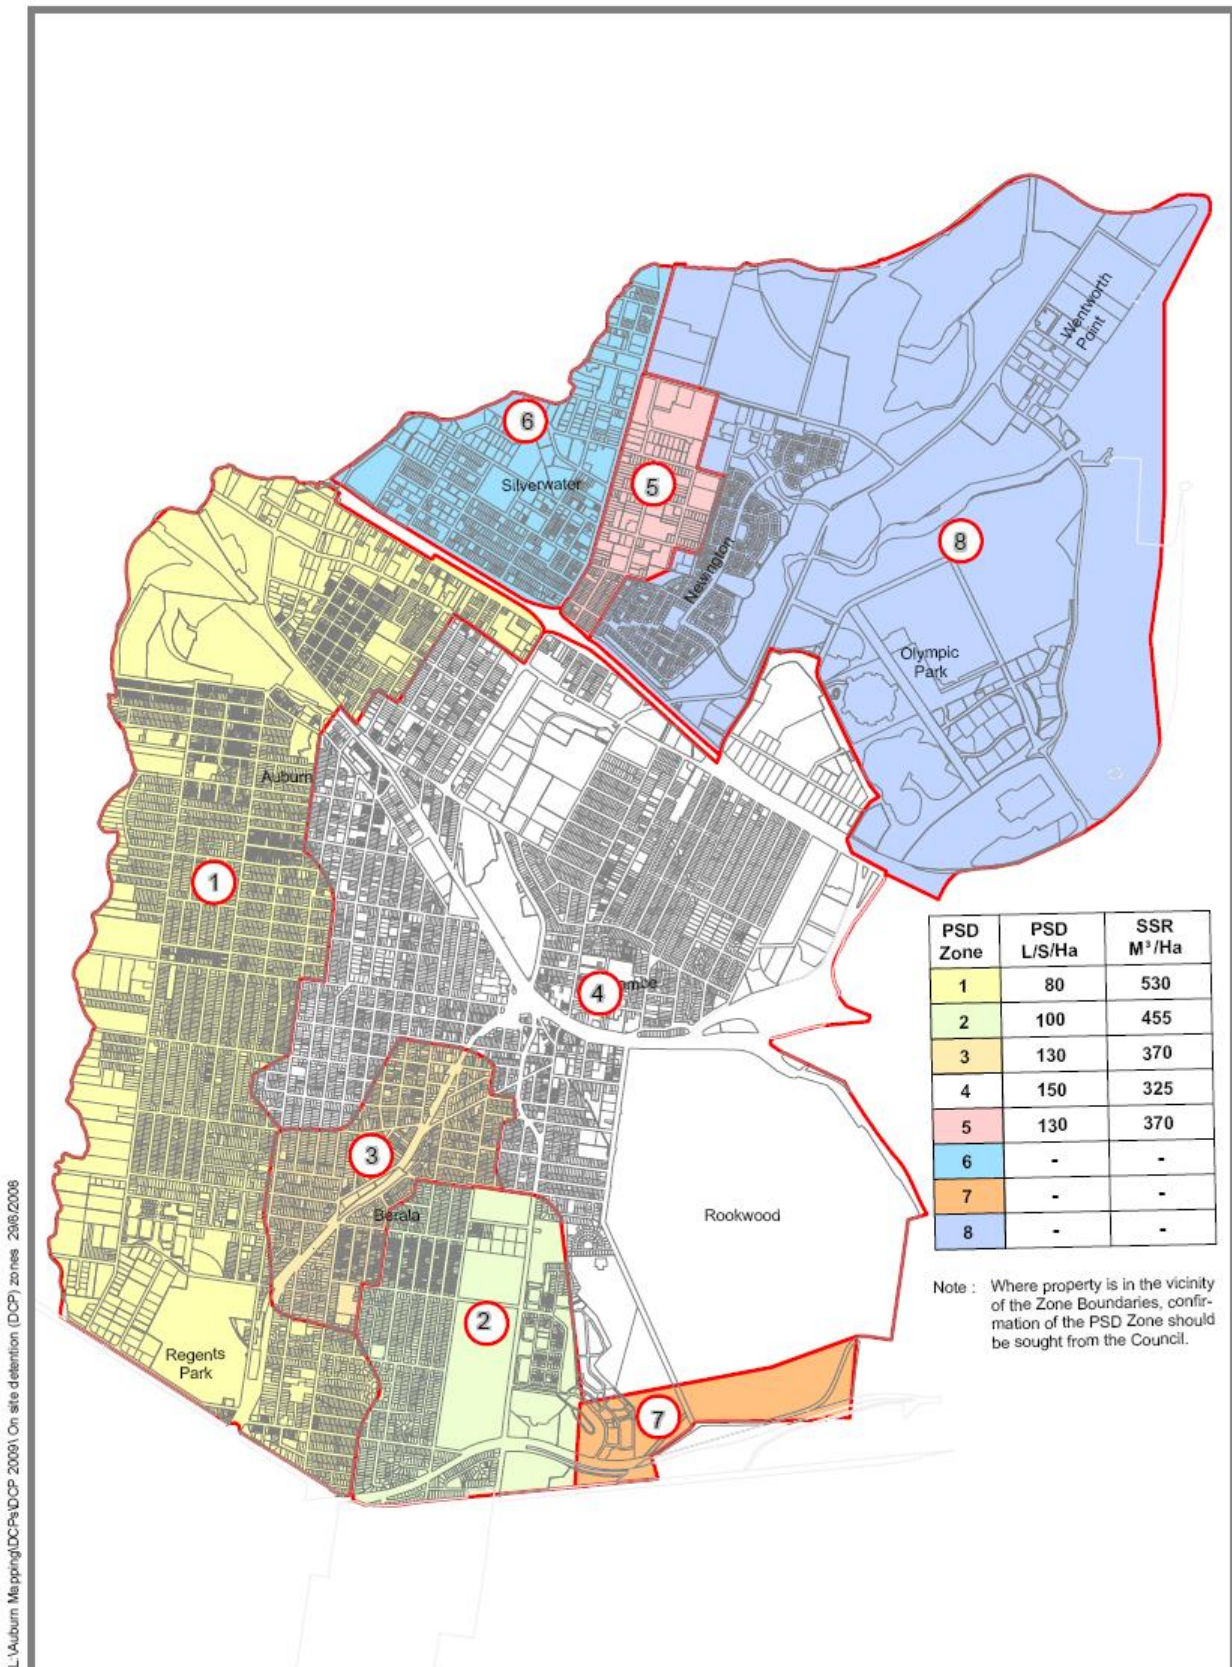 Wentworth
Point
6
Silverwater
5
8
Newington
Olympic
Park
Auburn
1
4
mbe
3
Berala
Rookwood
2
Regents
Park
7
PSD Zone PSD L/S/Ha SSR M³/Ha
1 80 530
2 100 455
3 130 370
4 150 325
5 130 370
6 - -
7 - -
8 - -
Note : Where property is in the vicinity
of the Zone Boundaries, confir-
mation of the PSD Zone should
be sought from the Council.
L:\Auburn Mapping\DCPs\DCP 2009\ On site detention (DCP) zones 29/8/2008